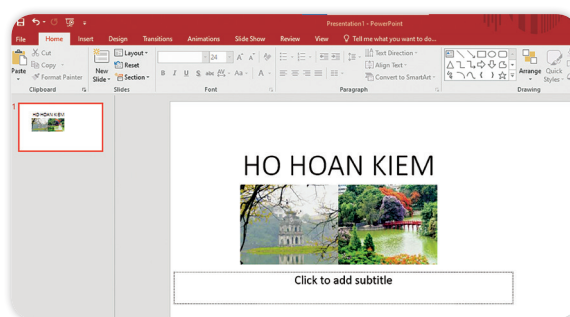 Presentation1 - PowerPoint
File Home Insert Design Transitions Animations Slide Show Review View Tell me what you want to do...
Paste
Cut
Copy
Format Painter
Clipboard
New Slide
Layout
Reset
Section
Slides
24
B I U S abc AV Aa A
Font
Text Direction
Align Text
Convert to SmartArt
Paragraph
Arrange
Quick Styles
Drawing
1
HO HOAN KIEM
HO HOAN KIEM
Click to add subtitle